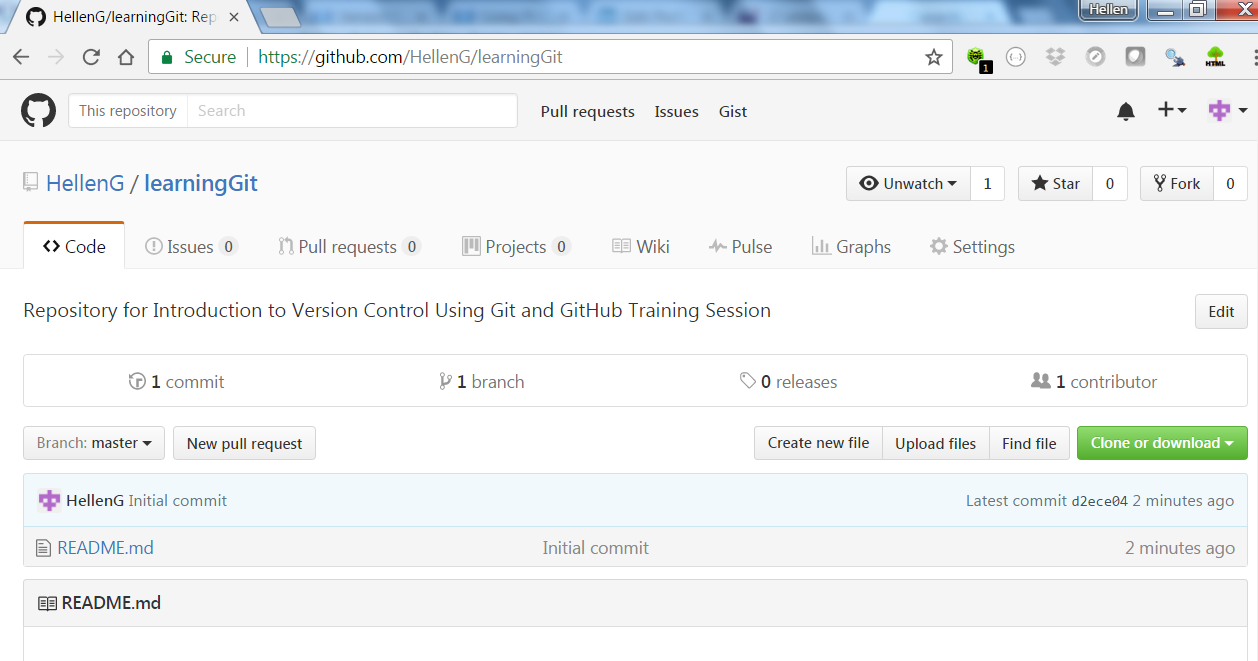 HellenG/learningGit: Rep
Hellen
Secure https://github.com/HellenG/learningGit
1
HTML
This repository Search Pull requests Issues Gist
HellenG / learningGit Unwatch 1 Star 0 Fork 0
Code Issues 0 Pull requests 0 Projects 0 Wiki Pulse Graphs Settings
Repository for Introduction to Version Control Using Git and GitHub Training Session Edit
1 commit 1 branch 0 releases 1 contributor
Branch: master New pull request Create new file Upload files Find file Clone or download
HellenG Initial commit Latest commit d2ece04 2 minutes ago
README.md Initial commit 2 minutes ago
README.md